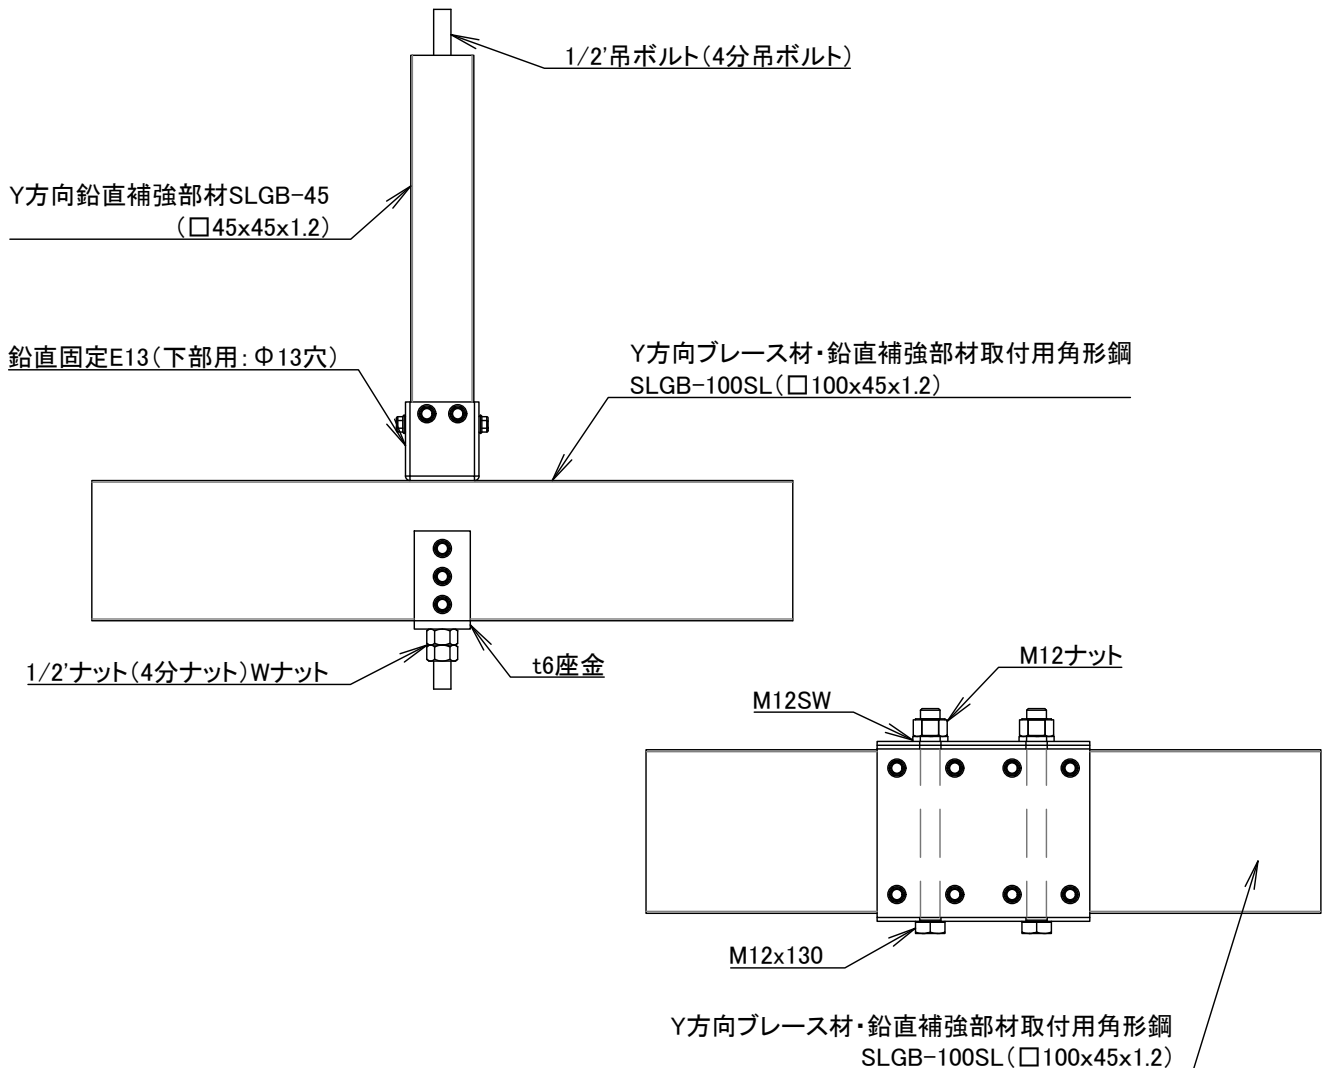 1/2'吊ボルト(4分吊ボルト)
Y方向鉛直補強部材SLGB-45
(□45x45x1.2)
鉛直固定E13(下部用:Φ13穴)
Y方向ブレース材・鉛直補強部材取付用角形鋼
SLGB-100SL(□100x45x1.2)
1/2'ナット(4分ナット)Wナット
t6座金
M12ナット
M12SW
M12x130
Y方向ブレース材・鉛直補強部材取付用角形鋼
SLGB-100SL(□100x45x1.2)